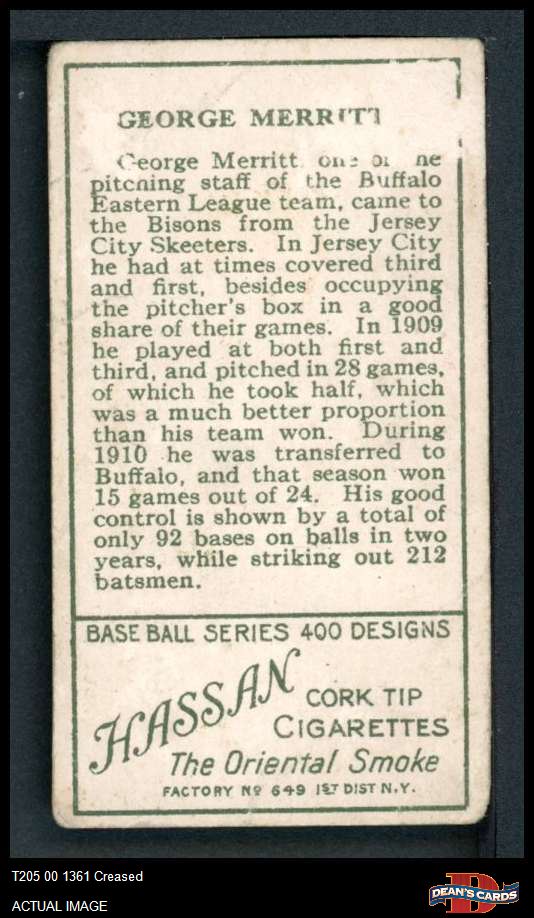 GEORGE MERRITT
George Merritt one of he
pitching staff of the Buffalo
Eastern League team, came to
the Bisons from the Jersey
City Skeeters. In Jersey City
he had at times covered third
and first, besides occupying
the pitcher's box in a good
share of their games. In 1909
he played at both first and
third, and pitched in 28 games,
of which he took half, which
was a much better proportion
than his team won. During
1910 he was transferred to
Buffalo, and that season won
15 games out of 24. His good
control is shown by a total of
only 92 bases on balls in two
years, while striking out 212
batsmen.
BASE BALL SERIES 400 DESIGNS
HASSAN
CORK TIP
CIGARETTES
The Oriental Smoke
FACTORY Nº 649 1ST DIST N.Y.
T205 00 1361 Creased
ACTUAL IMAGE
D
DEAN'S CARDS